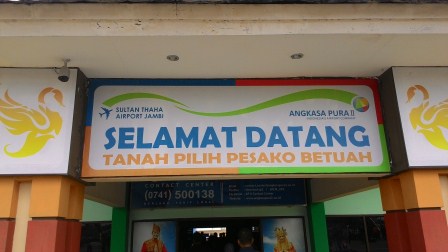 SULTAN THAHA
AIRPORT JAMBI
ANGKASA PURA II
SELAMAT DATANG
TANAH PILIH PESAKO BETUAH
CONTACT CENTER
(0741) 500138